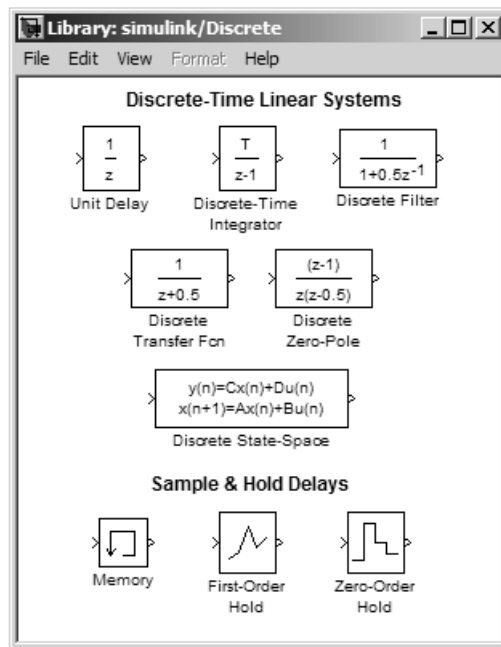 Library: simulink/Discrete
File Edit View Format Help
Discrete-Time Linear Systems
1
z
Unit Delay
T
z-1
Discrete-Time
Integrator
1
1+0.5z-1
Discrete Filter
1
z+0.5
Discrete
Transfer Fcn
(z-1)
z(z-0.5)
Discrete
Zero-Pole
y(n)=Cx(n)+Du(n)
x(n+1)=Ax(n)+Bu(n)
Discrete State-Space
Sample & Hold Delays
Memory
First-Order
Hold
Zero-Order
Hold